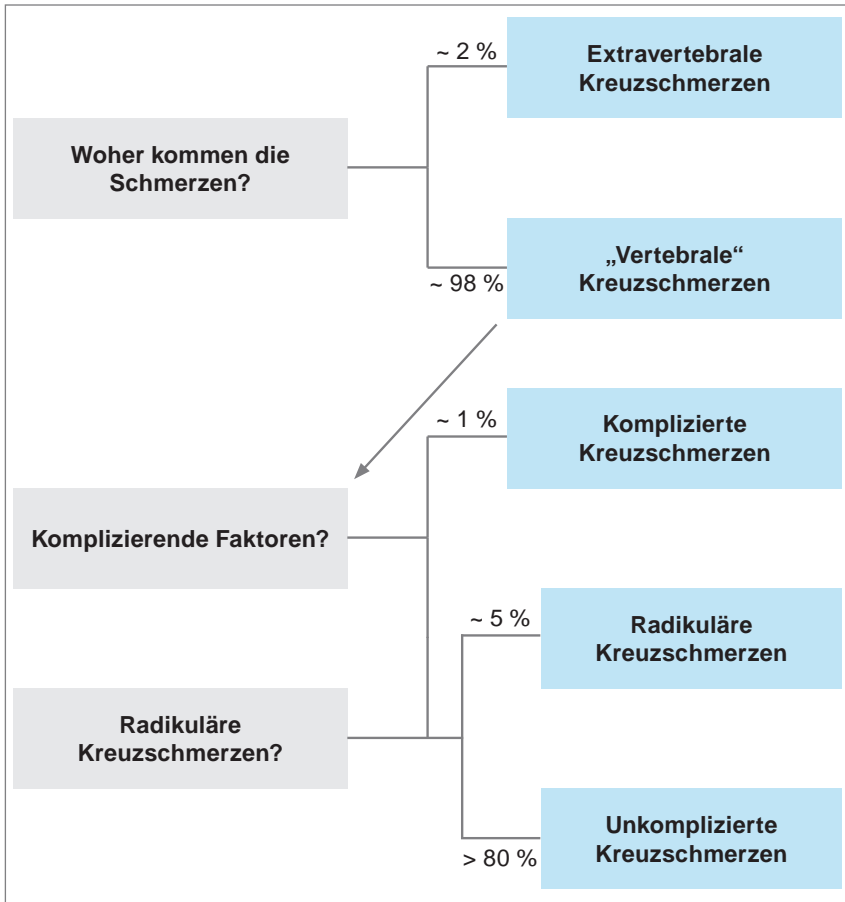 ~ 2 %
Extravertebrale
Kreuzschmerzen
Woher kommen die
Schmerzen?
„Vertebrale“
Kreuzschmerzen
~ 98 %
~ 1 %
Komplizierte
Kreuzschmerzen
Komplizierende Faktoren?
~ 5 %
Radikuläre
Kreuzschmerzen
Radikuläre
Kreuzschmerzen?
Unkomplizierte
Kreuzschmerzen
> 80 %